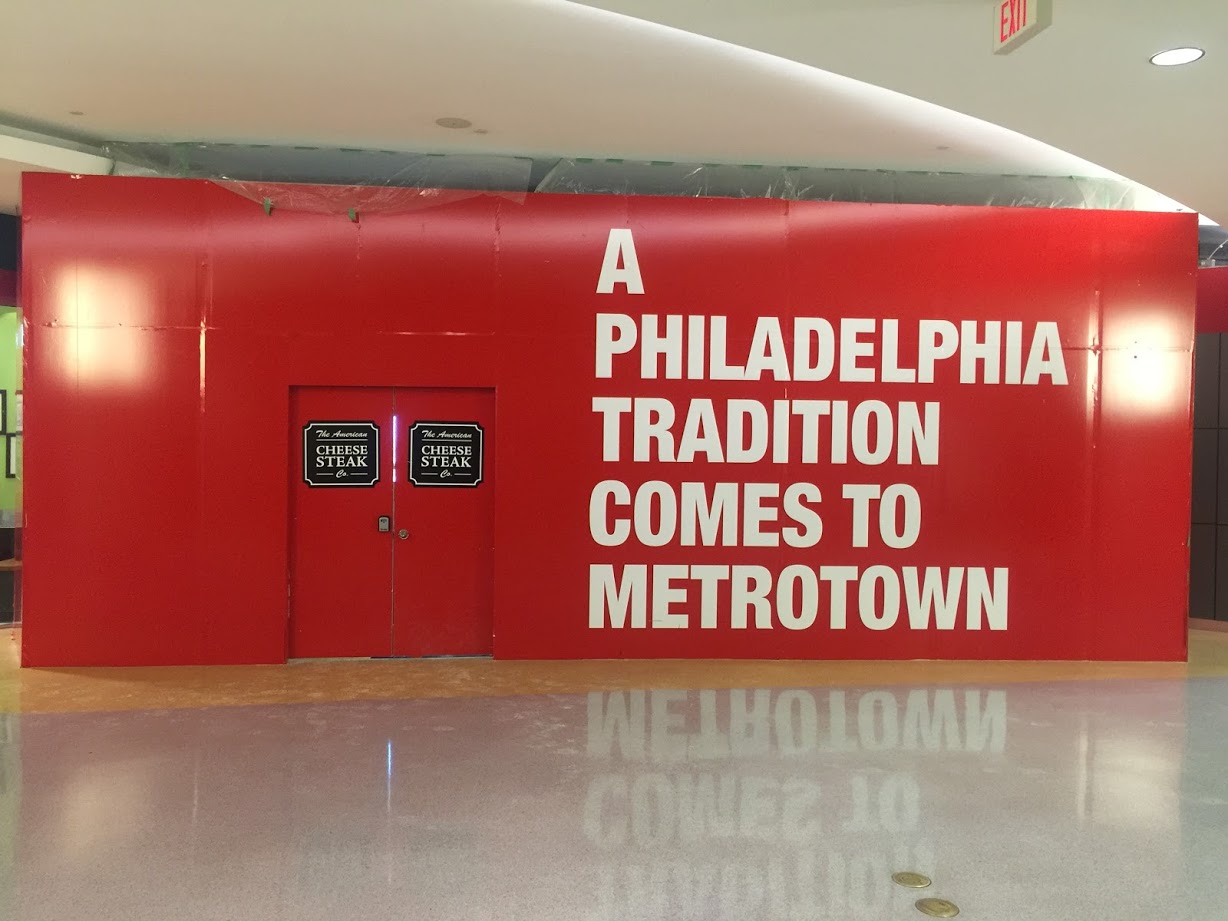 EXIT
A
PHILADELPHIA
TRADITION
COMES TO
METROTOWN
The American
CHEESE
STEAK
Co.
The American
CHEESE
STEAK
Co.